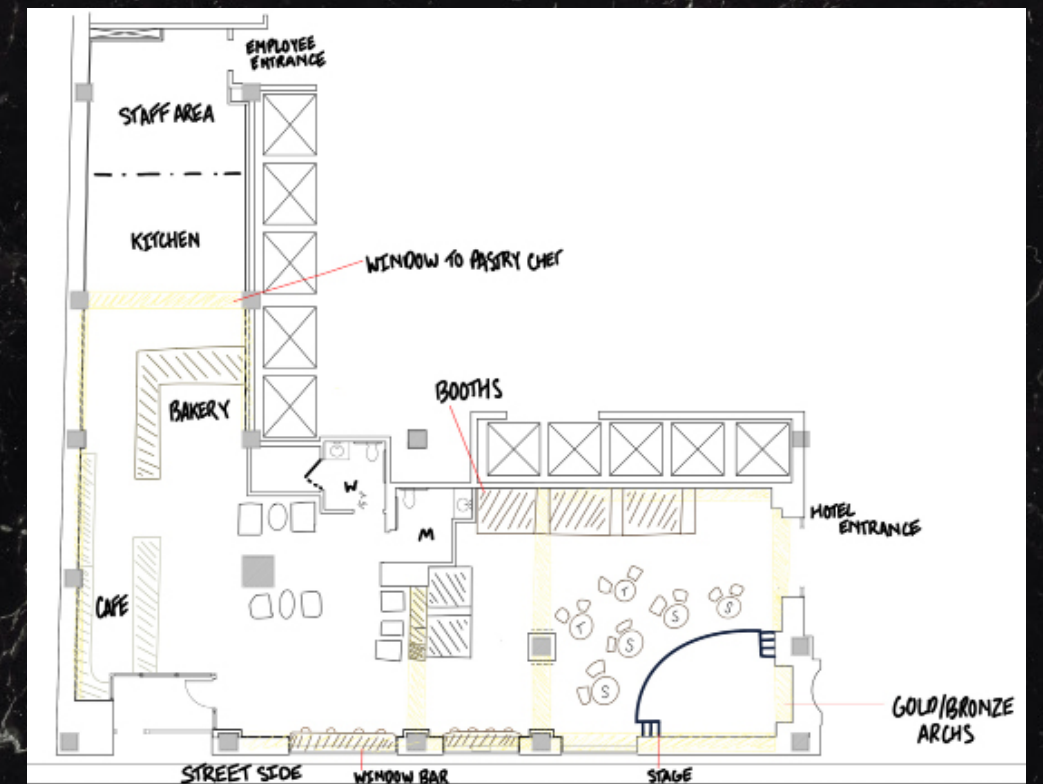 EMPLOYEE
ENTRANCE
STAFF AREA
KITCHEN
WINDOW TO PASTRY CHEF
BOOTHS
BAKERY
W
M
HOTEL
ENTRANCE
CAFE
T
S
S
T
S
S
GOLD/BRONZE
ARCHS
STREET SIDE
WINDOW BAR
STAGE